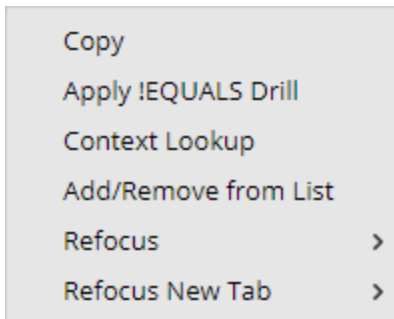 Copy
Apply !EQUALS Drill
Context Lookup
Add/Remove from List
Refocus
Refocus New Tab